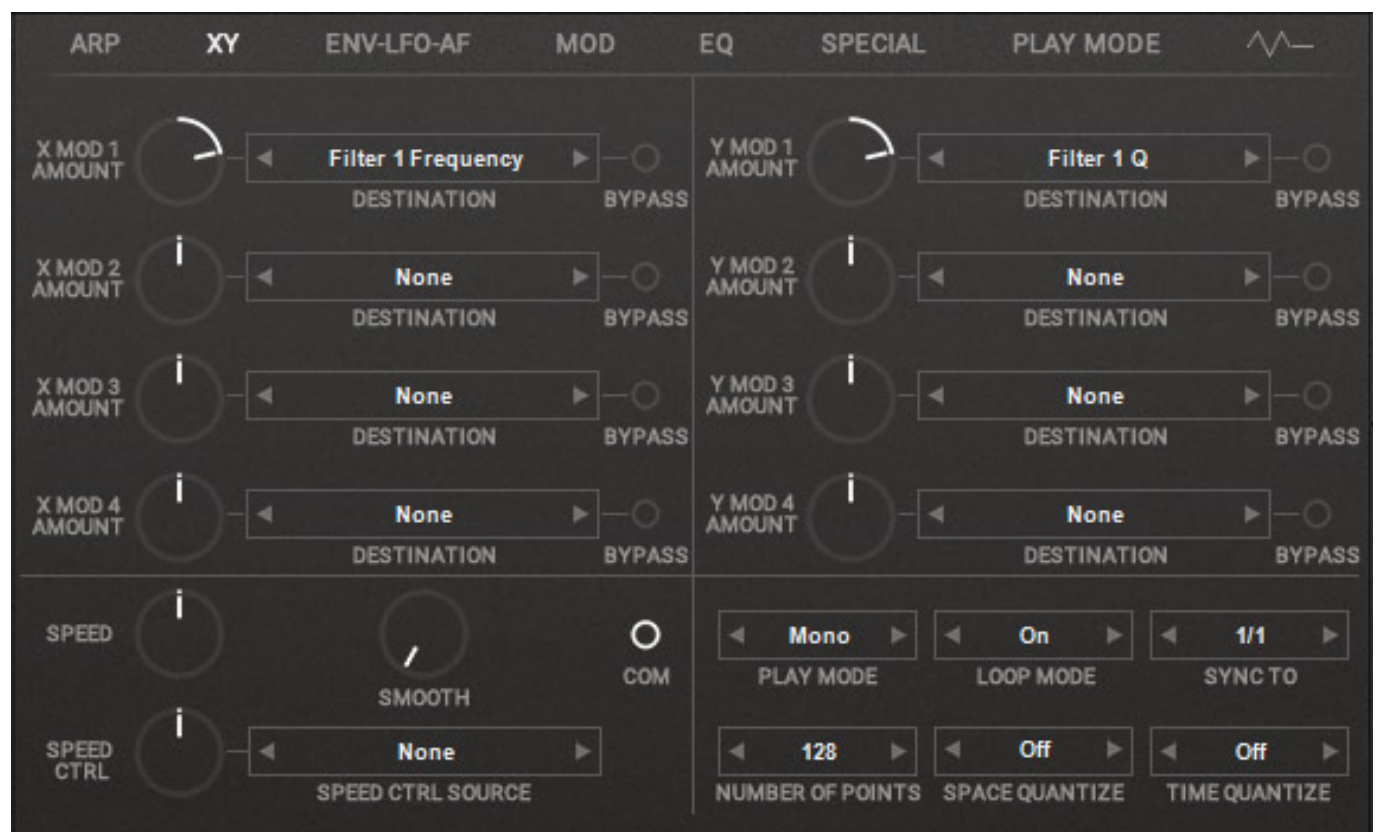 ARP XY ENV-LFO-AF MOD EQ SPECIAL PLAY MODE
X MOD 1
AMOUNT
Filter 1 Frequency
DESTINATION
BYPASS
Y MOD 1
AMOUNT
Filter 1 Q
DESTINATION
BYPASS
X MOD 2
AMOUNT
None
DESTINATION
BYPASS
Y MOD 2
AMOUNT
None
DESTINATION
BYPASS
X MOD 3
AMOUNT
None
DESTINATION
BYPASS
Y MOD 3
AMOUNT
None
DESTINATION
BYPASS
X MOD 4
AMOUNT
None
DESTINATION
BYPASS
Y MOD 4
AMOUNT
None
DESTINATION
BYPASS
SPEED
SMOOTH
COM
Mono
PLAY MODE
On
LOOP MODE
1/1
SYNC TO
SPEED
CTRL
None
SPEED CTRL SOURCE
128
NUMBER OF POINTS
Off
SPACE QUANTIZE
Off
TIME QUANTIZE